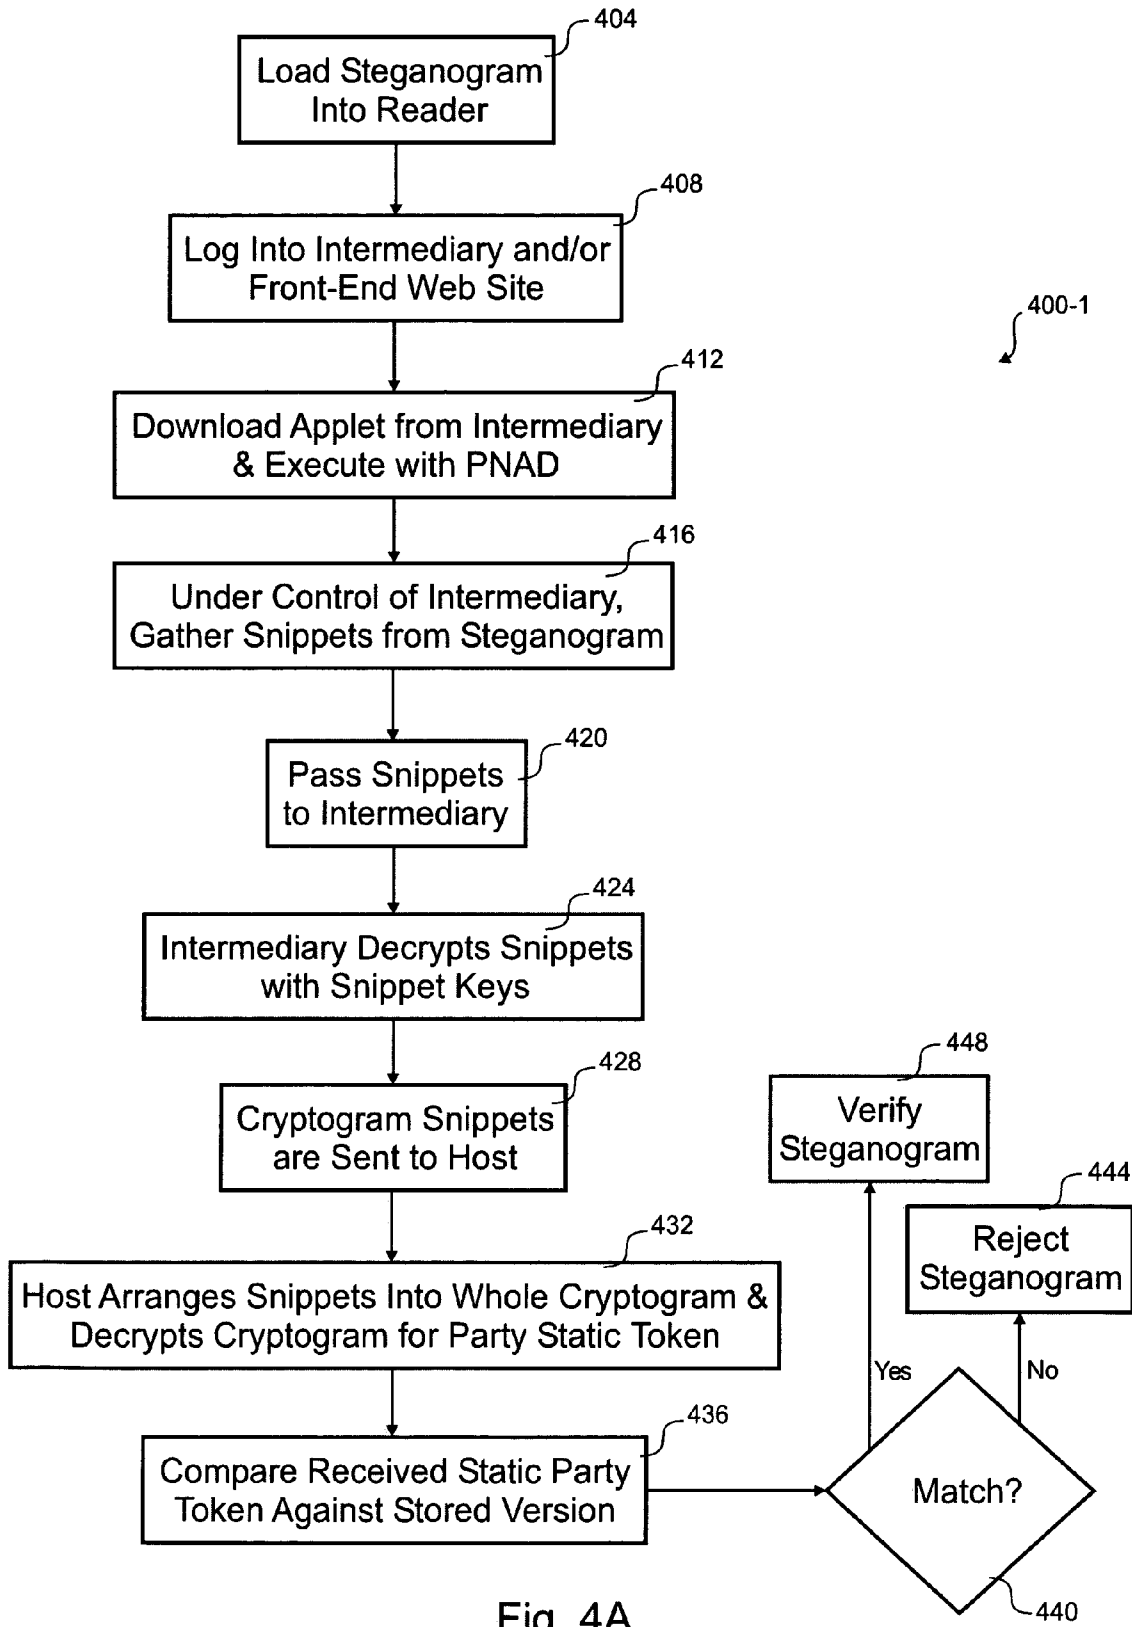 404
Load Steganogram
Into Reader
408
Log Into Intermediary and/or
Front-End Web Site
400-1
412
Download Applet from Intermediary
& Execute with PNAD
416
Under Control of Intermediary,
Gather Snippets from Steganogram
420
Pass Snippets
to Intermediary
424
Intermediary Decrypts Snippets
with Snippet Keys
428
Cryptogram Snippets
are Sent to Host
448
Verify
Steganogram
444
Reject
Steganogram
432
Host Arranges Snippets Into Whole Cryptogram &
Decrypts Cryptogram for Party Static Token
Yes
No
436
Compare Received Static Party
Token Against Stored Version
Match?
440
Fig. 4A